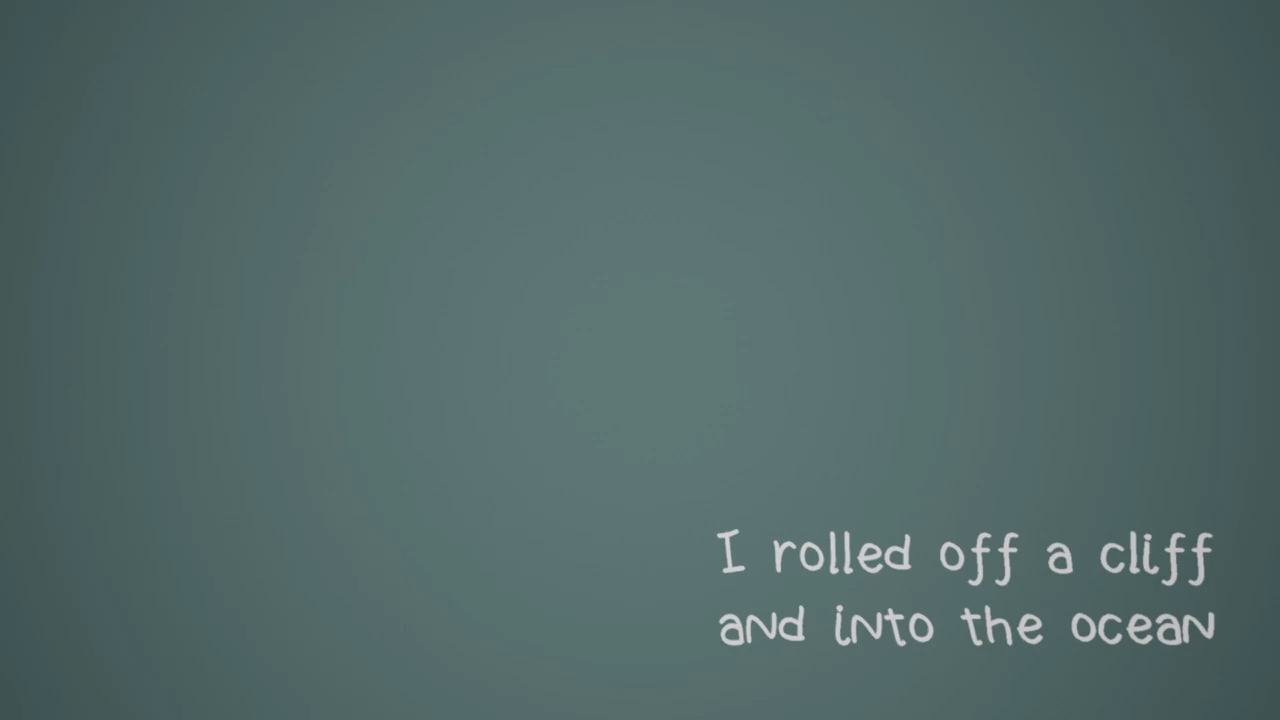 I rolled off a cliff
and into the ocean